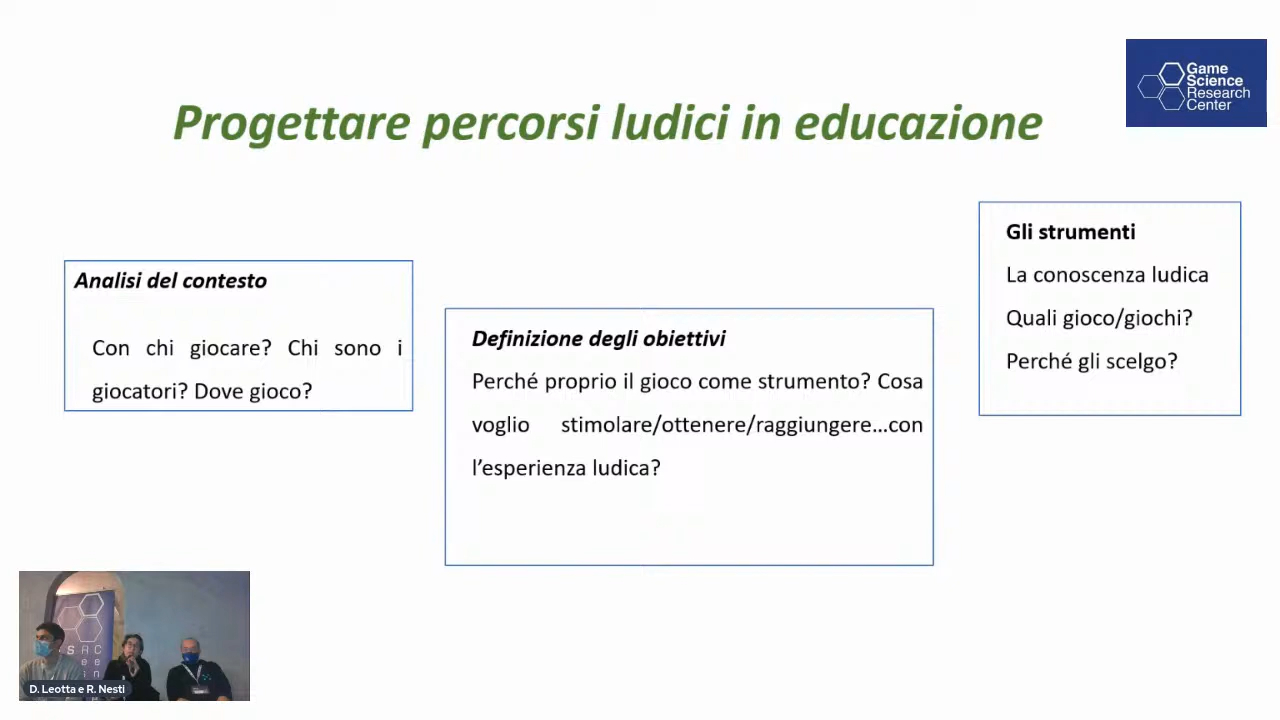 Progettare percorsi ludici in educazione
Game
Science
Research
Center
Analisi del contesto
Con chi giocare? Chi sono i
giocatori? Dove gioco?
Definizione degli obiettivi
Perché proprio il gioco come strumento? Cosa
voglio stimolare/ottenere/raggiungere...con
l'esperienza ludica?
Gli strumenti
La conoscenza ludica
Quali gioco/giochi?
Perché gli scelgo?
D. Leotta e R. Nesti